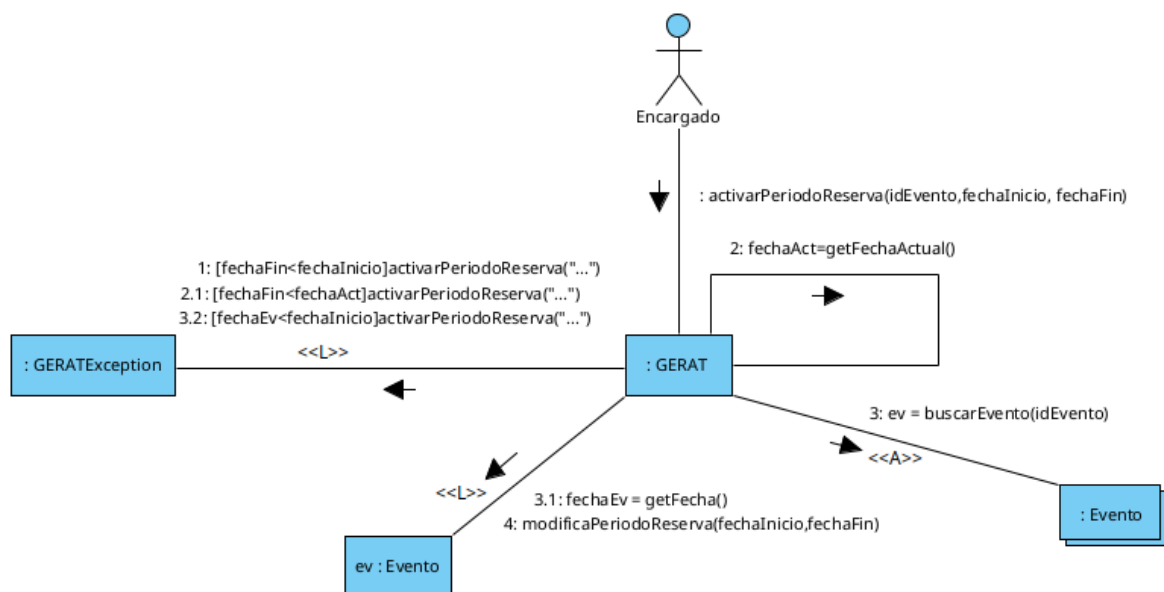 Encargado
: activarPeriodoReserva(idEvento,fechaInicio, fechaFin)
2: fechaAct=getFechaActual()
1: [fechaFin<fechaInicio]activarPeriodoReserva("...")
2.1: [fechaFin<fechaAct]activarPeriodoReserva("...")
3.2: [fechaEv<fechaInicio]activarPeriodoReserva("...")
<<L>>
: GERATException
: GERAT
3: ev = buscarEvento(idEvento)
<<A>>
<<L>>
3.1: fechaEv = getFecha()
4: modificaPeriodoReserva(fechaInicio,fechaFin)
: Evento
ev : Evento